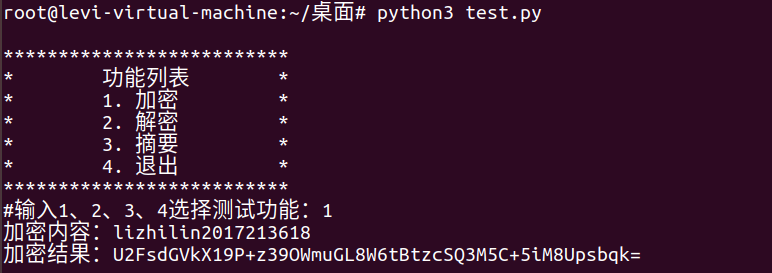 root@levi-virtual-machine:~/桌面# python3 test.py
**************************
* 功能列表 *
* 1. 加密 *
* 2. 解密 *
* 3. 摘要 *
* 4. 退出 *
**************************
#输入1、2、3、4选择测试功能：1
加密内容：lizhilin2017213618
加密结果：U2FsdGVkX19P+z39OWmuGL8W6tBtzcSQ3M5C+5iM8Upsbqk=